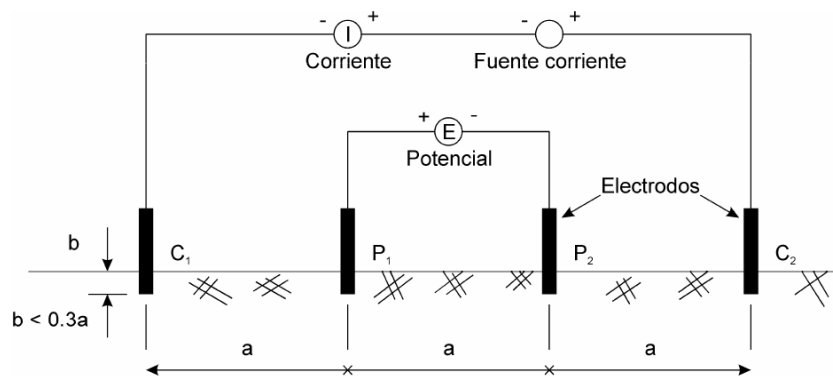 - I + - +
Corriente Fuente corriente
+ E -
Potencial
Electrodos
b C₁ P₁ P₂ C₂
b < 0.3a
a a a